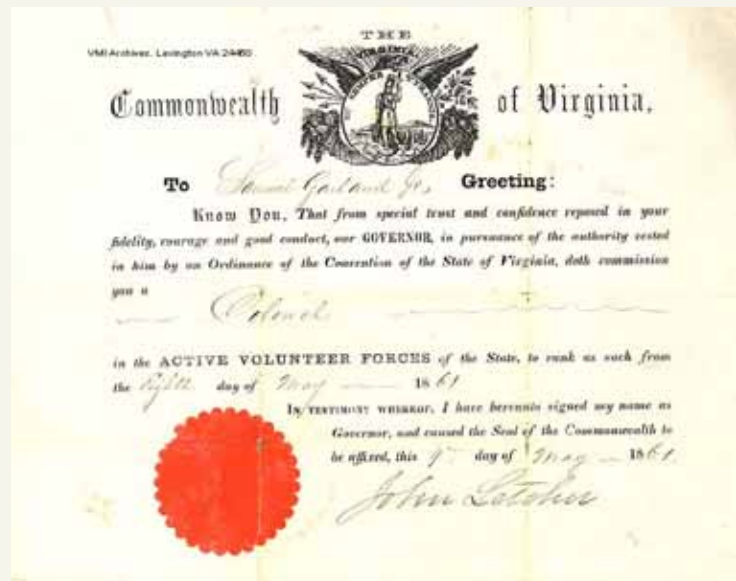 VMI Archives, Lexington VA 24450
THE
VIRGINIA
Commonwealth of Virginia,
To Samuel Garland Jr. Greeting:
Know You, That from special trust and confidence reposed in your
fidelity, courage and good conduct, our GOVERNOR, in pursuance of the authority vested
in him by an Ordinance of the Convention of the State of Virginia, doth commission
you a
Colonel
in the ACTIVE VOLUNTEER FORCES of the State, to rank as such from
the Eighth day of May 1861
IN TESTIMONY WHEREOF, I have hereunto signed my name as
Governor, and caused the Seal of the Commonwealth to
be affixed, this 9th day of May 1861.
John Letcher